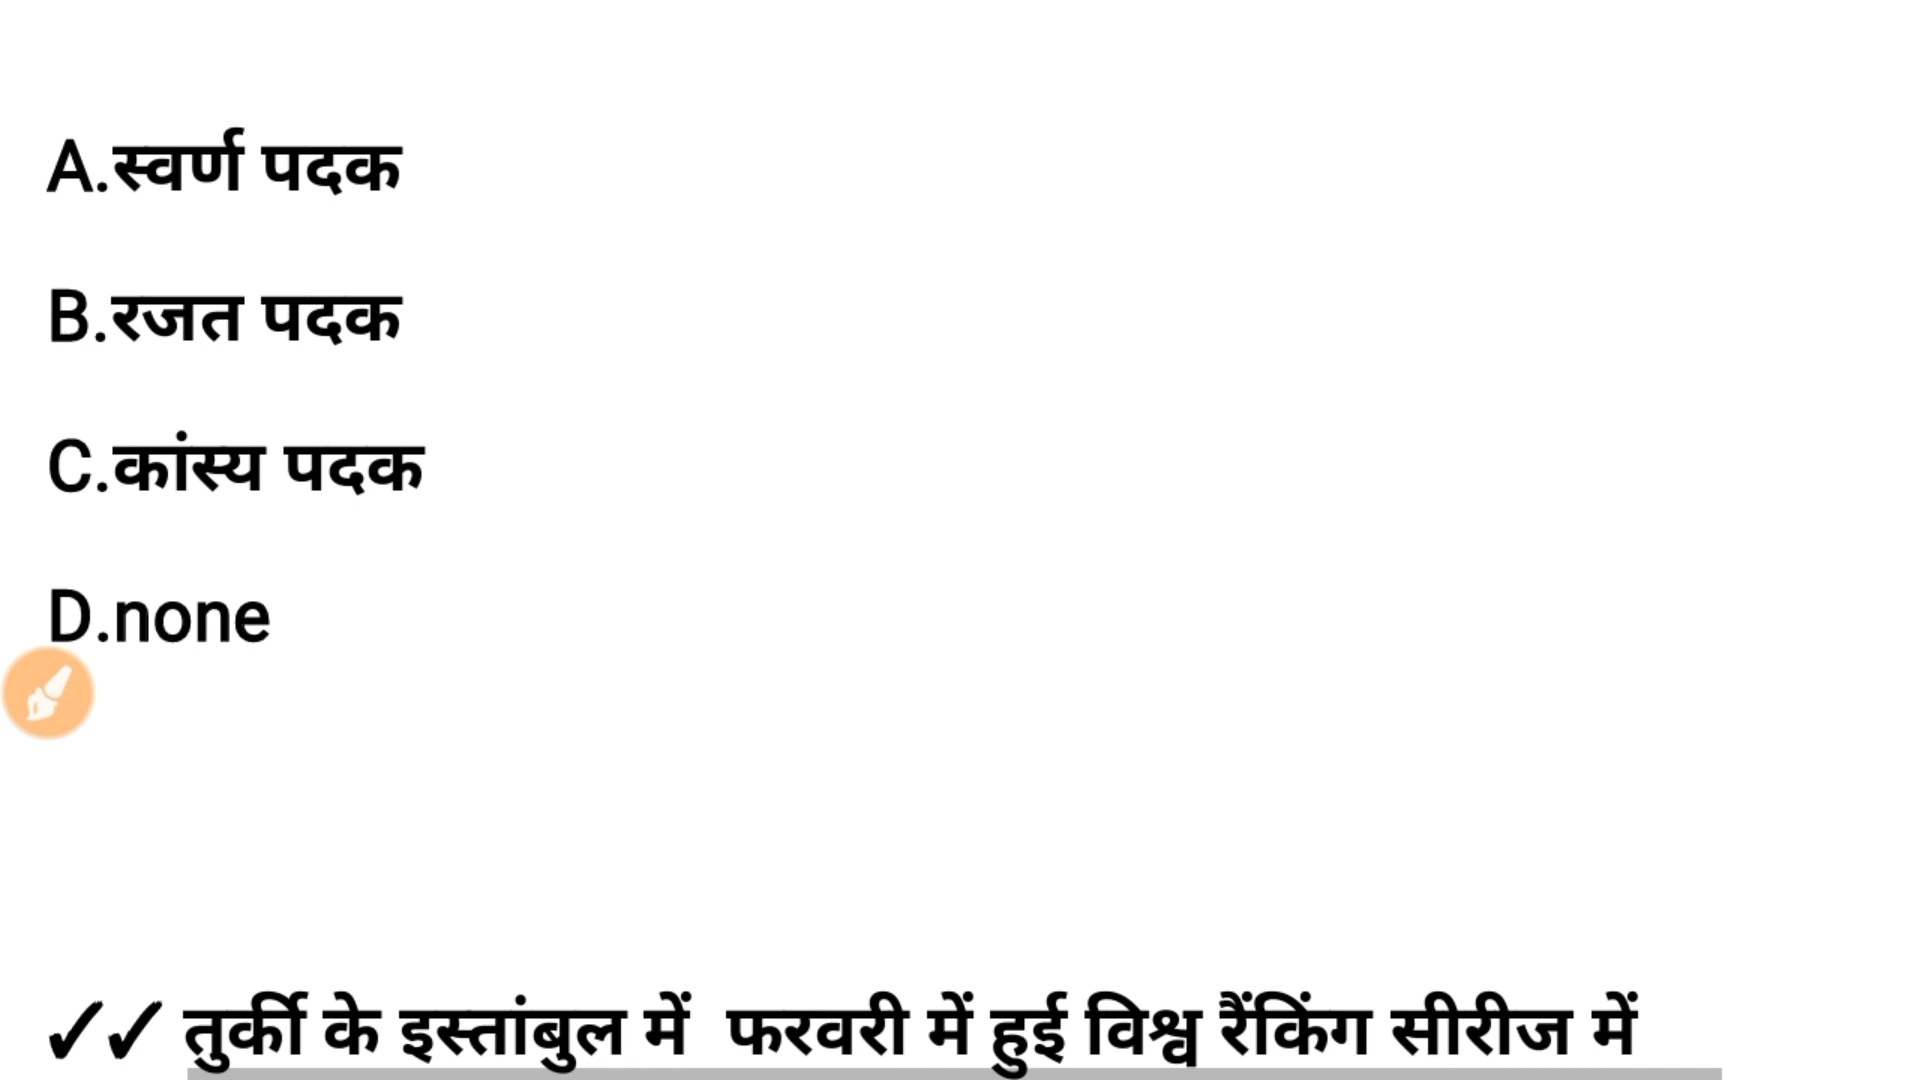 A.स्वर्ण पदक
B.रजत पदक
C.कांस्य पदक
D.none
✓✓ तुर्की के इस्तांबुल में फरवरी में हुई विश्व रैंकिंग सीरीज में